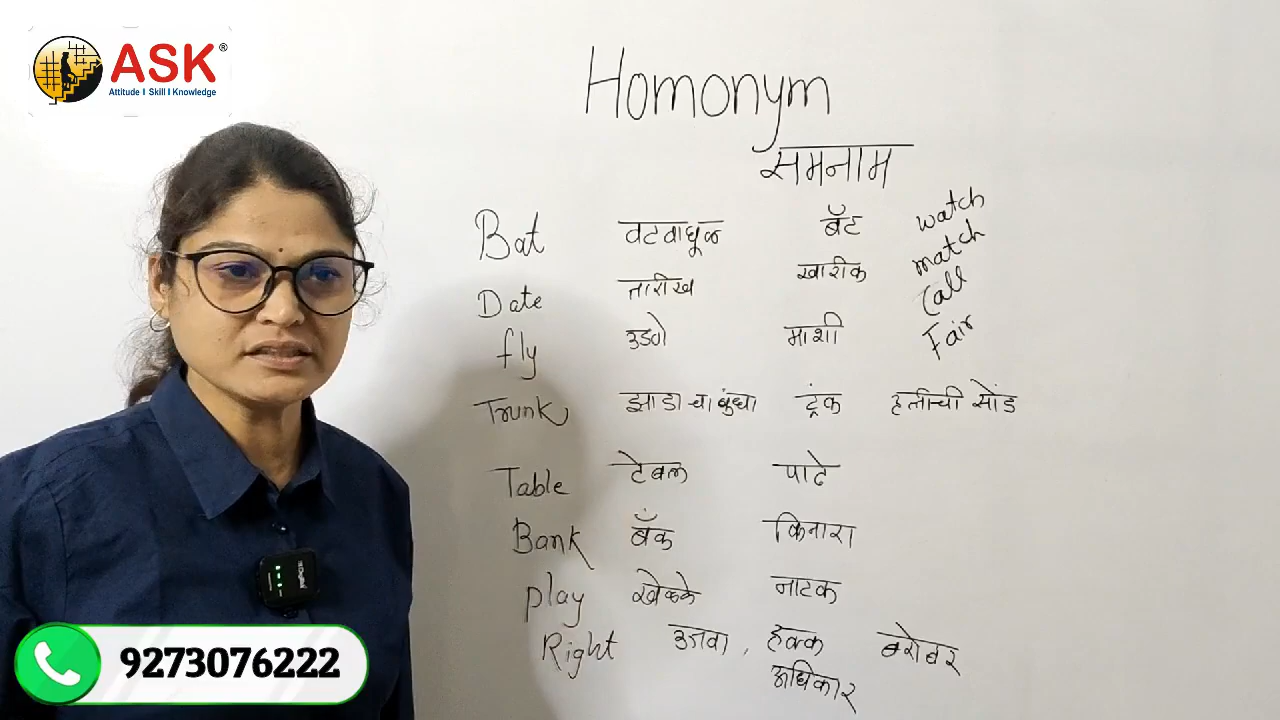 ASK®
Attitude I Skill I Knowledge
Homonym
समनाम
Bat वटवाघूळ बॅट watch
Date तारीख खारीक match
fly उडणे माशी call
Fair
Trunk झाडाचा बुंधा ट्रंक हत्तीची सोंड
Table टेबल पाढे
Bank बँक किनारा
play खेळणे नाटक
Right उजवा, हक्क बरोबर
अधिकार
9273076222